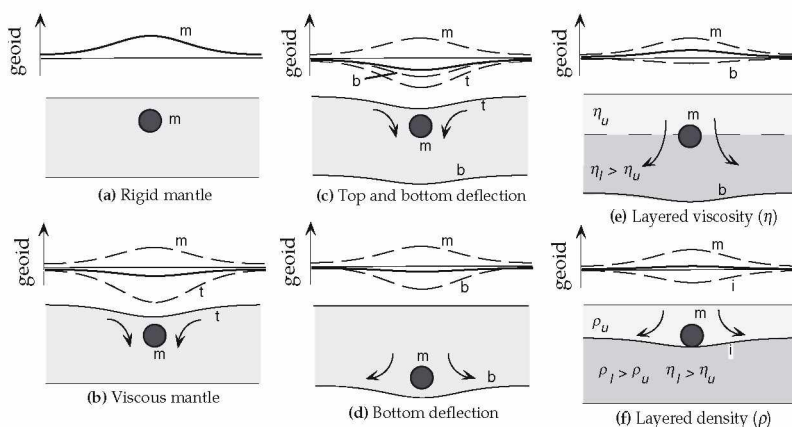 geoid
m
m
(a) Rigid mantle
geoid
m
b
t
t
m
b
(c) Top and bottom deflection
geoid
m
b
η_u
m
η_l > η_u
b
(e) Layered viscosity (η)
geoid
m
t
t
m
(b) Viscous mantle
geoid
m
b
m
b
(d) Bottom deflection
geoid
m
i
ρ_u
m
i
ρ_l > ρ_u η_l > η_u
(f) Layered density (ρ)